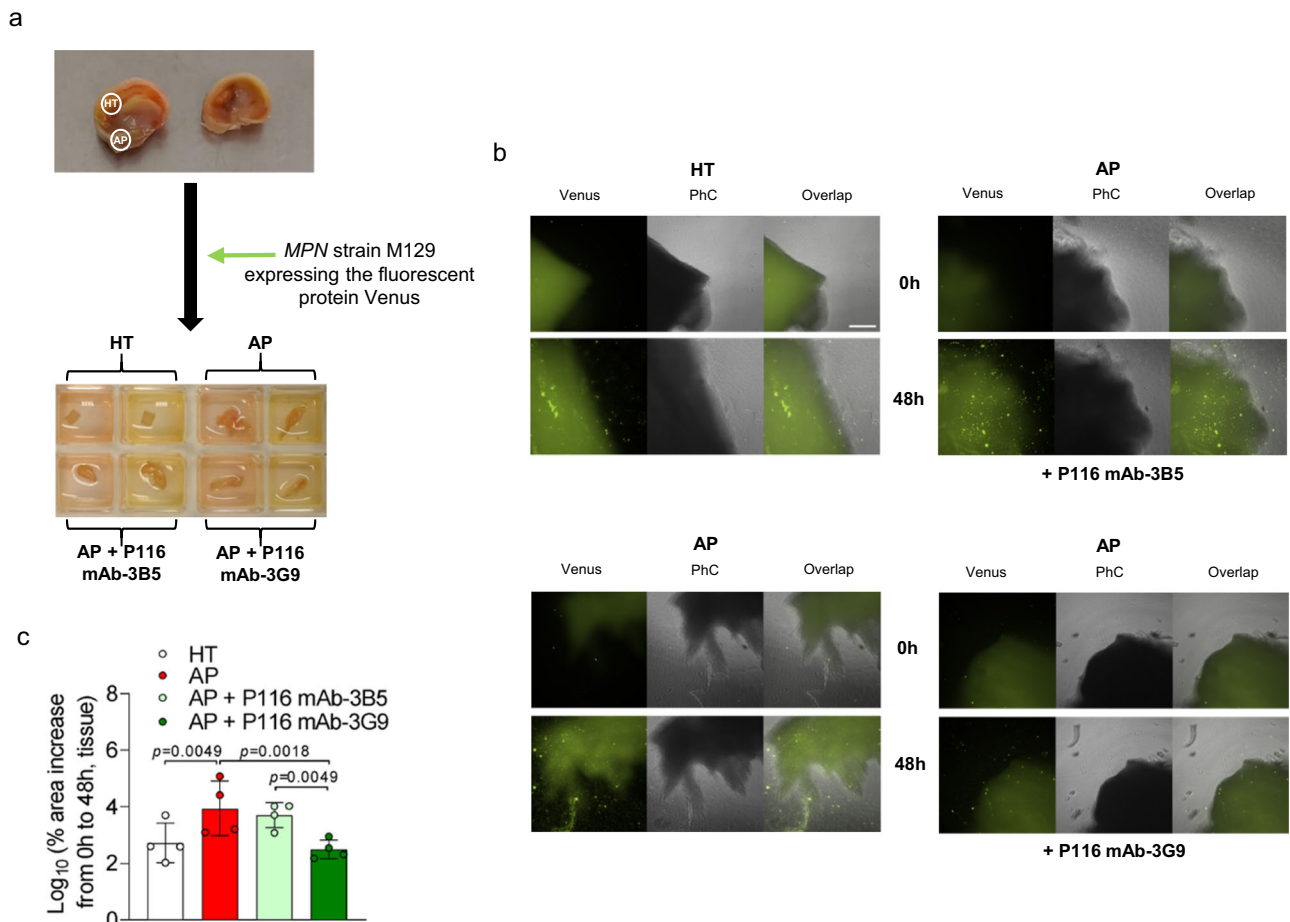 a
HT
AP
MPN strain M129
expressing the fluorescent
protein Venus
HT
AP
AP + P116
mAb-3B5
AP + P116
mAb-3G9
b
HT
Venus
PhC
Overlap
AP
Venus
PhC
Overlap
0h
48h
+ P116 mAb-3B5
AP
Venus
PhC
Overlap
AP
Venus
PhC
Overlap
0h
48h
+ P116 mAb-3G9
c
HT
AP
AP + P116 mAb-3B5
AP + P116 mAb-3G9
Log10 (% area increase
from 0h to 48h, tissue)
8
6
4
2
0
p=0.0049
p=0.0018
p=0.0049